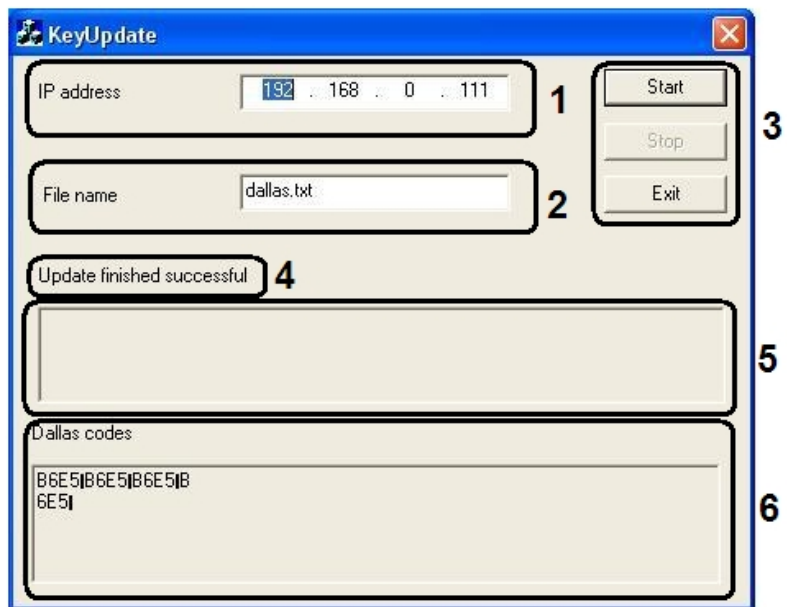 KeyUpdate
IP address 192 . 168 . 0 . 111
1
Start
Stop
Exit
3
File name dallas.txt
2
Update finished successful
4
5
Dallas codes
B6E5|B6E5|B6E5|B
6E5|
6